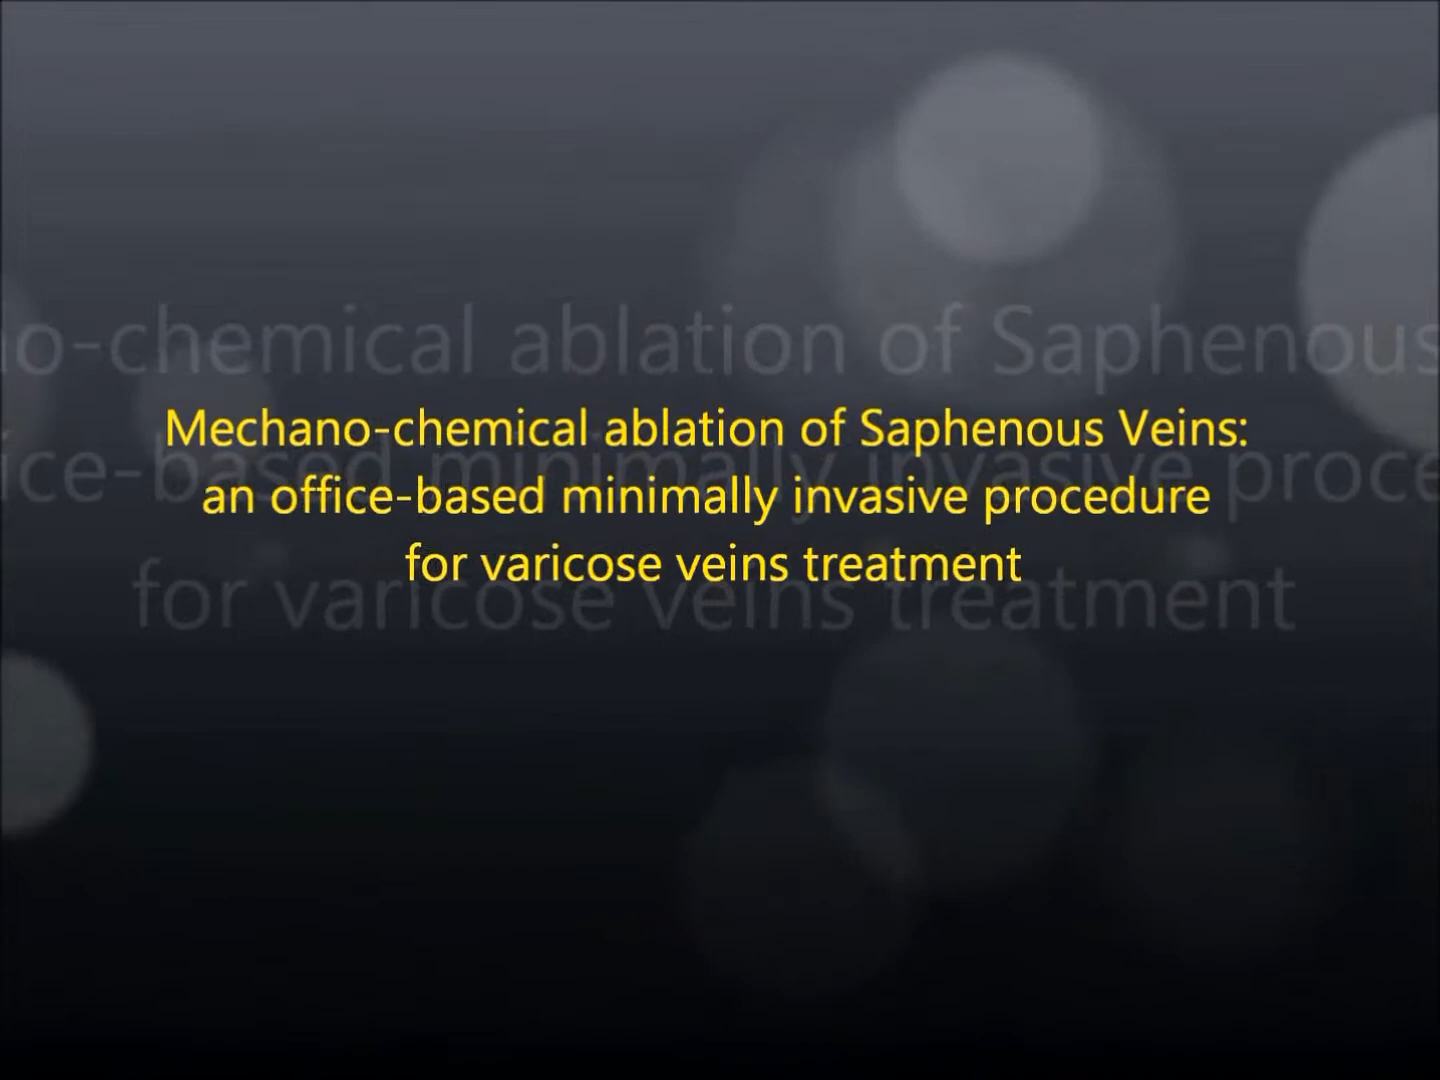 Mechano-chemical ablation of Saphenous Veins:
an office-based minimally invasive procedure
for varicose veins treatment